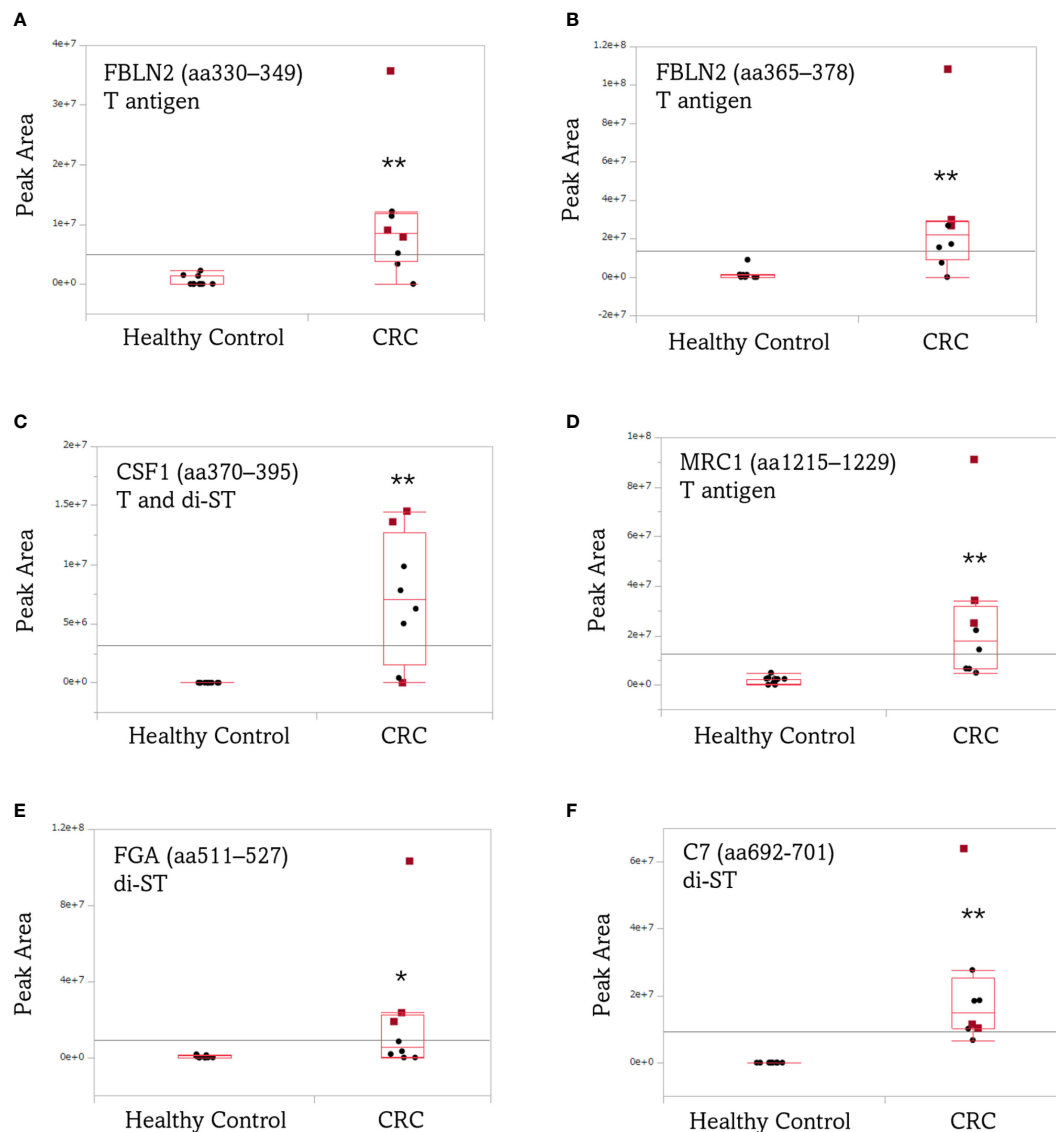 A
FBLN2 (aa330–349)
T antigen
Peak Area
4e+7
3e+7
2e+7
1e+7
0e+0
**
Healthy Control
CRC
B
FBLN2 (aa365–378)
T antigen
Peak Area
1.2e+8
1e+8
8e+7
6e+7
4e+7
2e+7
0e+0
-2e+7
**
Healthy Control
CRC
C
CSF1 (aa370–395)
T and di-ST
Peak Area
2e+7
1.5e+7
1e+7
5e+6
0e+0
**
Healthy Control
CRC
D
MRC1 (aa1215–1229)
T antigen
Peak Area
1e+8
8e+7
6e+7
4e+7
2e+7
0e+0
**
Healthy Control
CRC
E
FGA (aa511–527)
di-ST
Peak Area
1.2e+8
8e+7
4e+7
0e+0
*
Healthy Control
CRC
F
C7 (aa692-701)
di-ST
Peak Area
6e+7
4e+7
2e+7
0e+0
**
Healthy Control
CRC